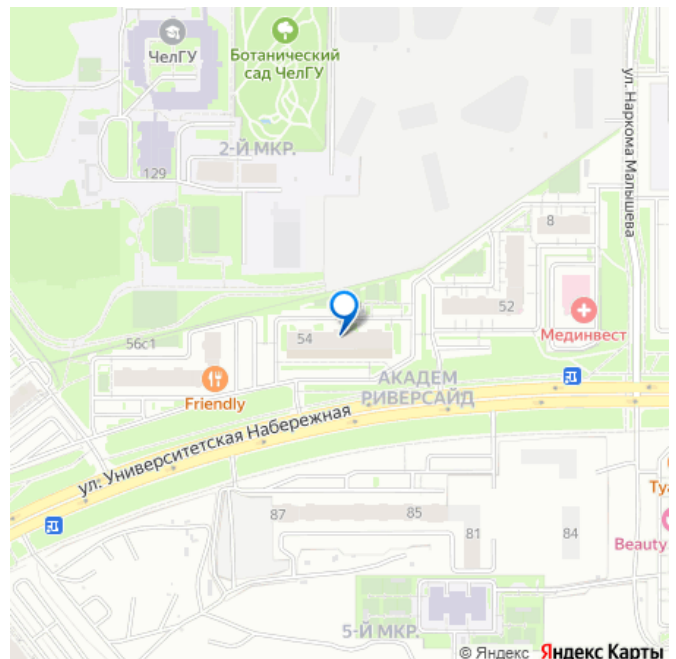 ЧелГУ
Ботанический
сад ЧелГУ
ул. Наркома Малышева
2-Й МКР.
129
8
52
Мединвест
54
56с1
Friendly
АКАДЕМ
РИВЕРСАЙД
ул. Университетская Набережная
87
85
81
84
Beauty
5-Й МКР.
© Яндекс Яндекс Карты